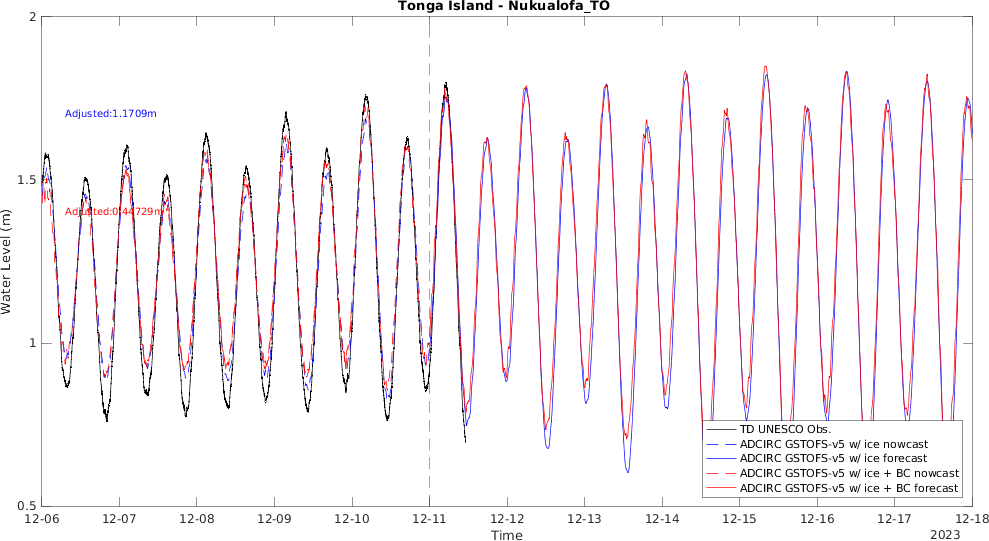 Tonga Island - Nukualofa_TO
2
Adjusted:1.1709m
1.5
Adjusted:0.44729m
Water Level (m)
1
TD UNESCO Obs.
ADCIRC GSTOFS-v5 w/ ice nowcast
ADCIRC GSTOFS-v5 w/ ice forecast
ADCIRC GSTOFS-v5 w/ ice + BC nowcast
ADCIRC GSTOFS-v5 w/ ice + BC forecast
0.5
12-06 12-07 12-08 12-09 12-10 12-11 12-12 12-13 12-14 12-15 12-16 12-17 12-18
Time
2023